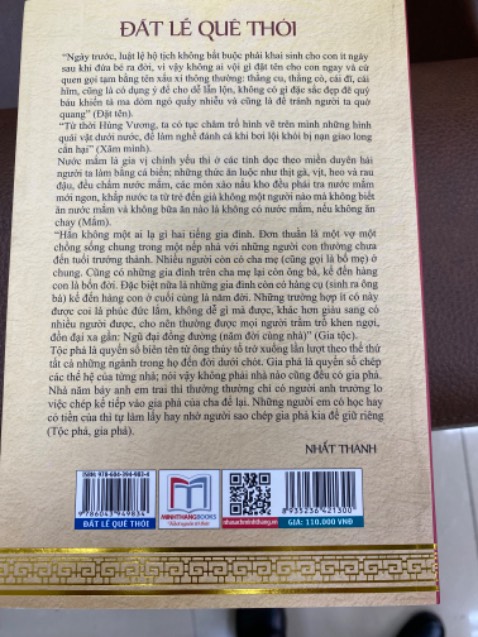 ĐẤT LỀ QUÊ THÓI
“Ngày trước, luật lệ hộ tịch không bắt buộc phải khai sinh cho con ít ngày
sau khi đứa bé ra đời, vì vậy không ai vội gì đặt tên cho con ngay và cứ
quen gọi tạm bằng tên xấu xí thông thường: thằng cu, thằng cò, cái đĩ, cái
hĩm, cũng là có dụng ý để cho dễ lẫn lộn, không có gì đặc sắc đẹp đẽ quý
báu khiến tà ma dòm ngó quấy nhiễu và cũng là để tránh người ta quở
quang” (Đặt tên).
“Từ thời Hùng Vương, ta có tục chàm trổ hình vẽ trên mình những hình
quái vật dưới nước, để làm nghề đánh cá khi bơi lội khỏi bị nạn giao long
cắn hại” (Xâm mình).
Nước mắm là gia vị chính yếu thì ở các tỉnh dọc theo miền duyên hải
người ta làm bằng cá biển; những thức ăn luộc như thịt gà, vịt, heo và rau
đậu, đều chấm nước mắm, các món xào nấu kho đều phải tra nước mắm
mới ngon, khắp nước từ trẻ đến già không một người nào mà không biết
ăn nước mắm và không bữa ăn nào là không có nước mắm, nếu không ăn
chay (Mắm).
“Hẳn không một ai lạ gì hai tiếng gia đình. Đơn thuần là một vợ một
chồng sống chung trong một nếp nhà với những người con thường chưa
đến tuổi trưởng thành. Nhiều người còn có cha mẹ (cũng gọi là bố mẹ) ở
chung. Cũng có những gia đình trên cha mẹ lại còn ông bà, kể đến hàng
con là bốn đời. Đặc biệt nữa là những gia đình còn có hàng cụ (sinh ra ông
bà) kể đến hàng con ở cuối cùng là năm đời. Những trường hợp ít có này
được coi là phúc đức lắm, không dễ gì mà được, khác hơn giàu sang có
nhiều người được, cho nên thường được mọi người trầm trồ khen ngợi,
đồn đại xa gần: Ngũ đại đồng đường (năm đời cùng nhà)” (Gia tộc).
Tộc phả là quyển sổ biên tên từ ông thủy tổ trở xuống lần lượt theo thế thứ
tất cả những ngành trong họ đến đời dưới chót. Gia phả là quyển sổ chép
các thế hệ của từng nhà; nói vậy không phải nhà nào cũng đều có gia phả.
Nhà năm bảy anh em trai thì thường thường chỉ có người anh trưởng lo
việc chép kế tiếp vào gia phả của cha để lại. Những người em có học hay
có tiền của thì tự làm lấy hay nhờ người sao chép gia phả kia để giữ riêng
(Tộc phả, gia phả).
NHẤT THANH
ISBN: 978-604-394-983-4
9 786043 949834
ĐẤT LỀ QUÊ THÓI
MINHTHANGBOOKS
nhasachminhthang.vn
8 935236 421300
GIÁ: 110.000 VNĐ